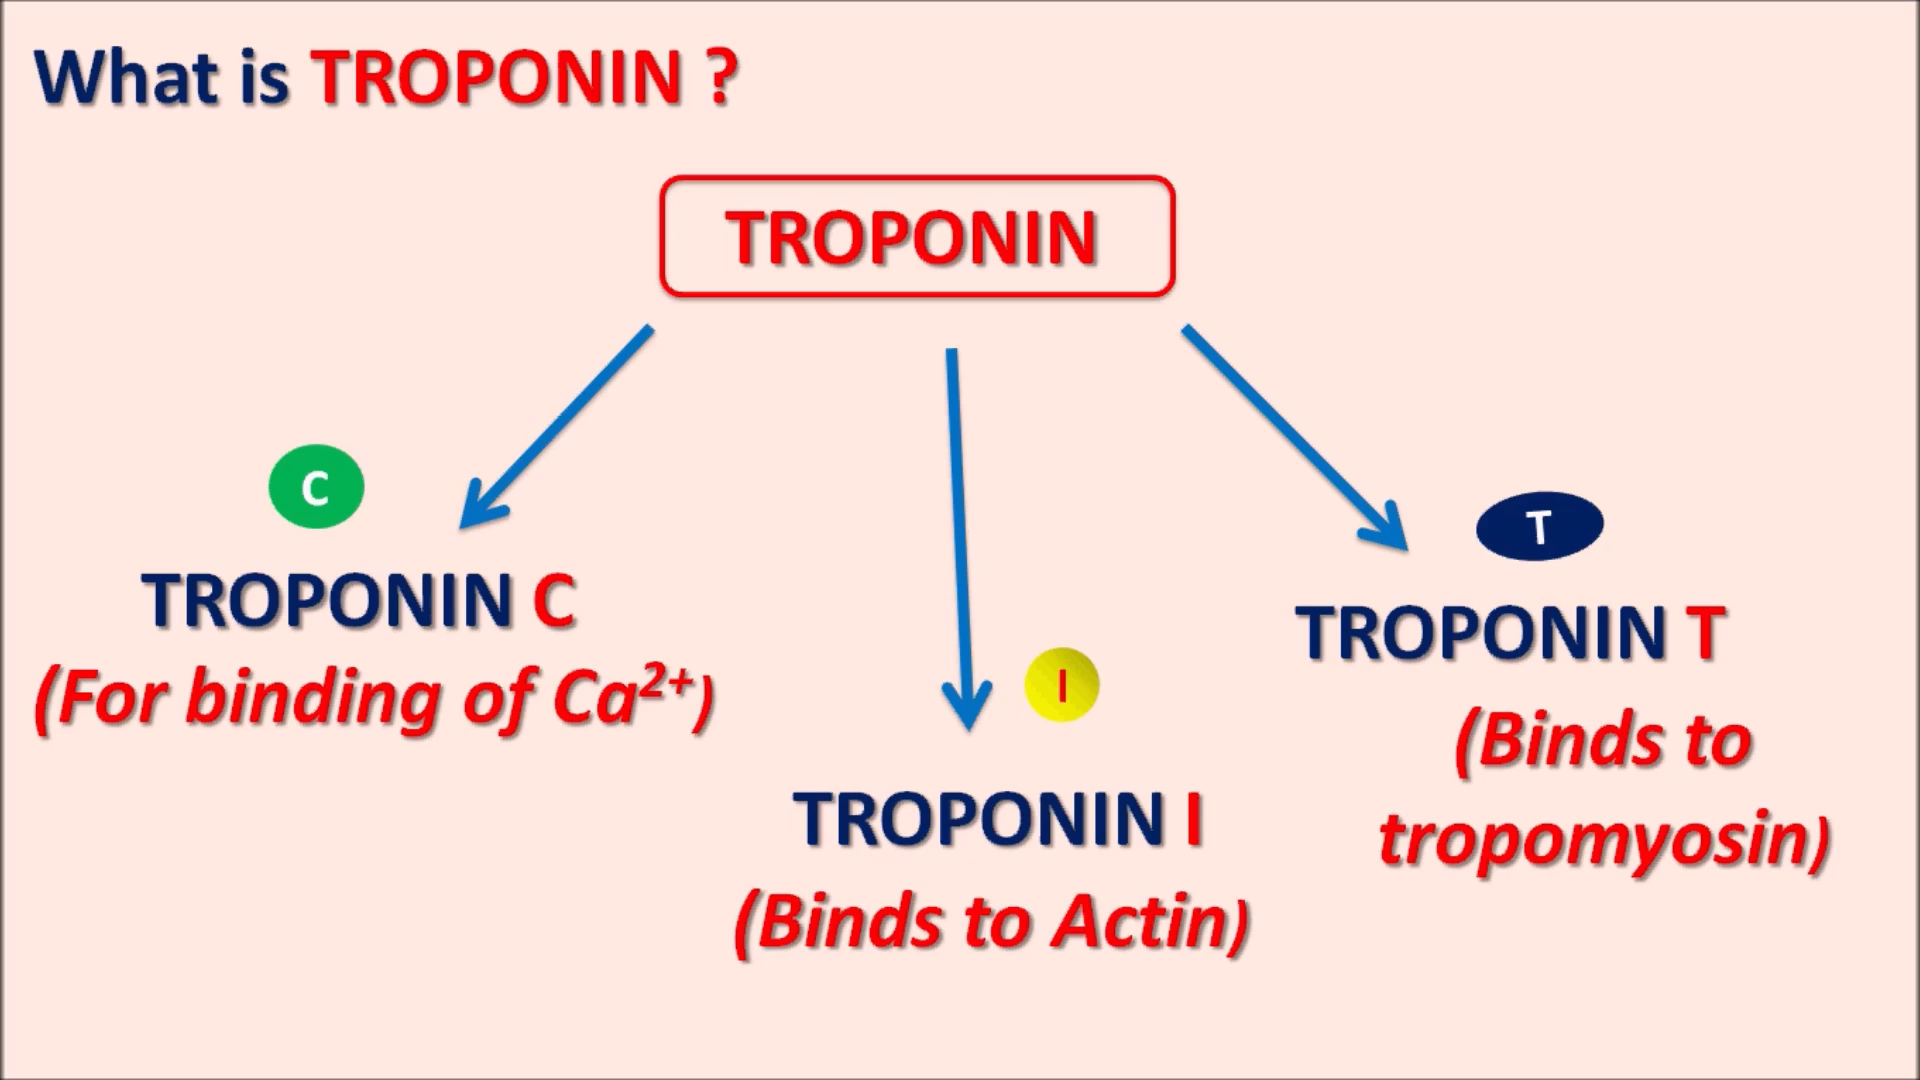 What is TROPONIN ?
TROPONIN
C
TROPONIN C
(For binding of Ca²⁺)
I
TROPONIN I
(Binds to Actin)
T
TROPONIN T
(Binds to
tropomyosin)